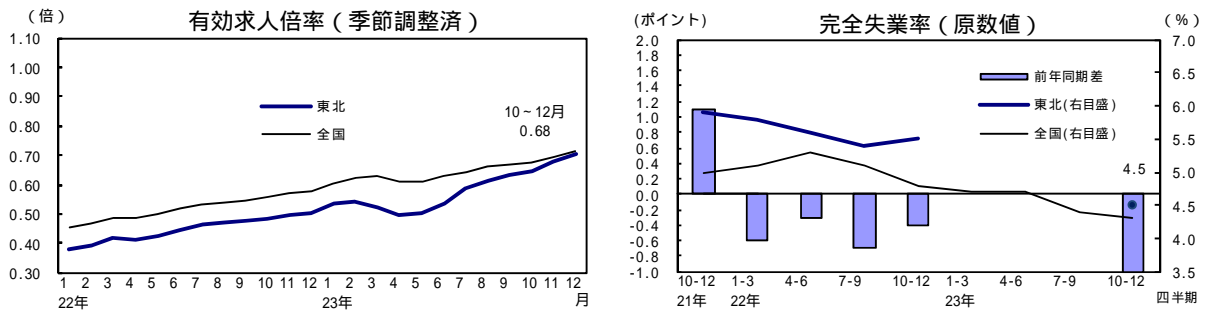 有効求人倍率（季節調整済）
（倍）
1.10
1.00
0.90
0.80
0.70
0.60
0.50
0.40
0.30
東北
全国
10～12月
0.68
1 2 3 4 5 6 7 8 9 10 11 12 1 2 3 4 5 6 7 8 9 10 11 12
22年 23年 月
完全失業率（原数値）
(ポイント)
（％）
2.0
1.8
1.6
1.4
1.2
1.0
0.8
0.6
0.4
0.2
0.0
-0.2
-0.4
-0.6
-0.8
-1.0
前年同期差
東北(右目盛)
全国(右目盛)
4.5
7.0
6.5
6.0
5.5
5.0
4.5
4.0
3.5
10-12 1-3 4-6 7-9 10-12 1-3 4-6 7-9 10-12
21年 22年 23年 四半期